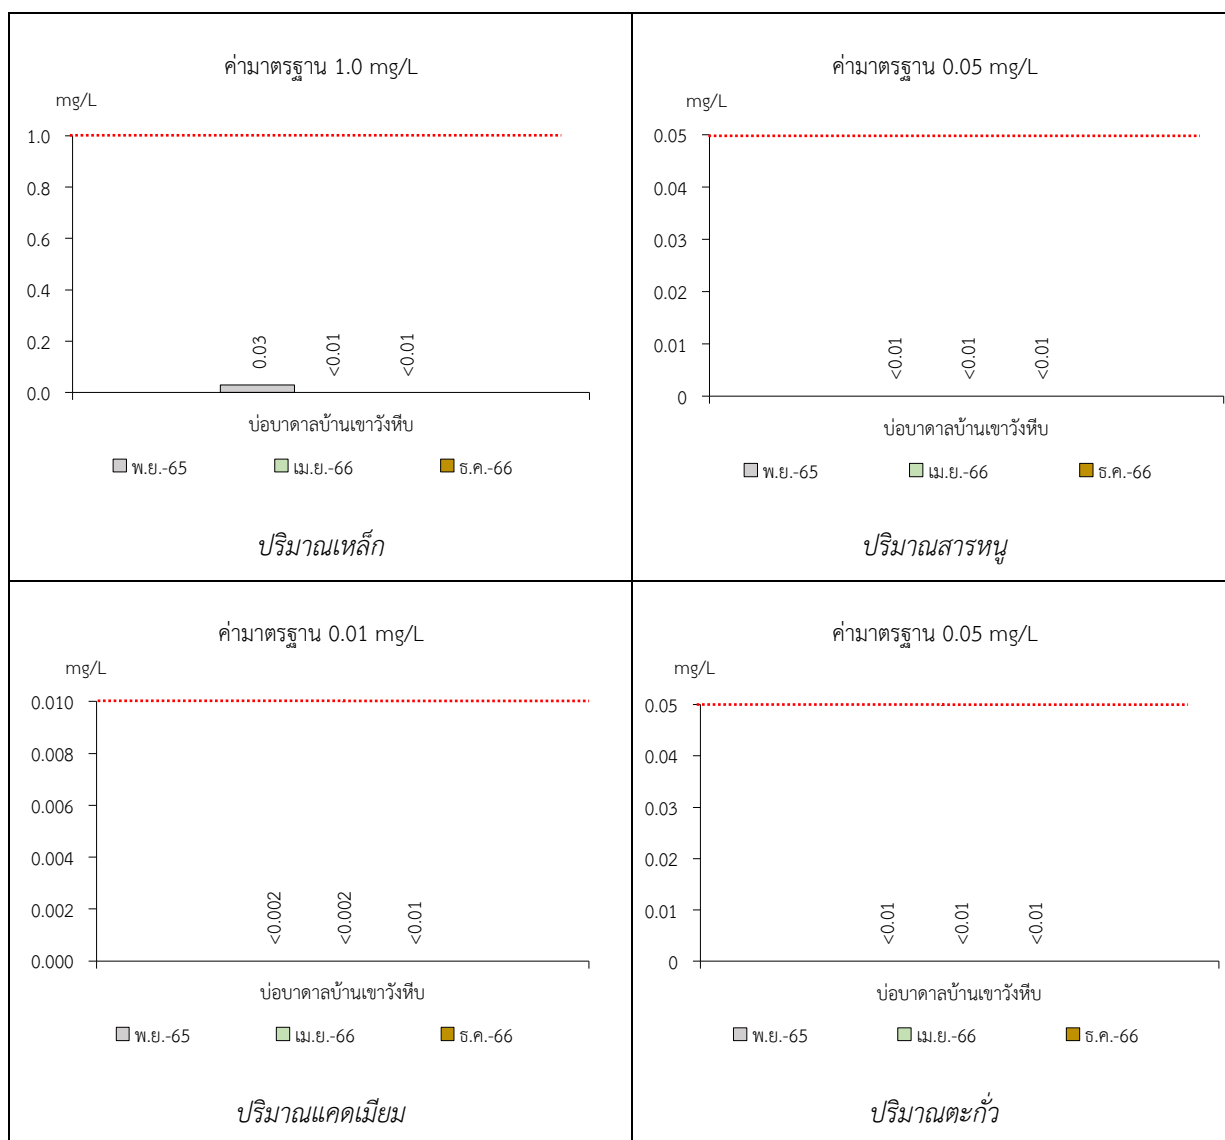 ค่ามาตรฐาน 1.0 mg/L
mg/L
1.0
0.8
0.6
0.4
0.2
0.0
0.03
<0.01
<0.01
บ่อบาดาลบ้านเขาวังหีบ
พ.ย.-65 เม.ย.-66 ธ.ค.-66
ปริมาณเหล็ก
ค่ามาตรฐาน 0.05 mg/L
mg/L
0.05
0.04
0.03
0.02
0.01
0
<0.01
<0.01
<0.01
บ่อบาดาลบ้านเขาวังหีบ
พ.ย.-65 เม.ย.-66 ธ.ค.-66
ปริมาณสารหนู
ค่ามาตรฐาน 0.01 mg/L
mg/L
0.010
0.008
0.006
0.004
0.002
0.000
<0.002
<0.002
<0.01
บ่อบาดาลบ้านเขาวังหีบ
พ.ย.-65 เม.ย.-66 ธ.ค.-66
ปริมาณแคดเมียม
ค่ามาตรฐาน 0.05 mg/L
mg/L
0.05
0.04
0.03
0.02
0.01
0
<0.01
<0.01
<0.01
บ่อบาดาลบ้านเขาวังหีบ
พ.ย.-65 เม.ย.-66 ธ.ค.-66
ปริมาณตะกั่ว